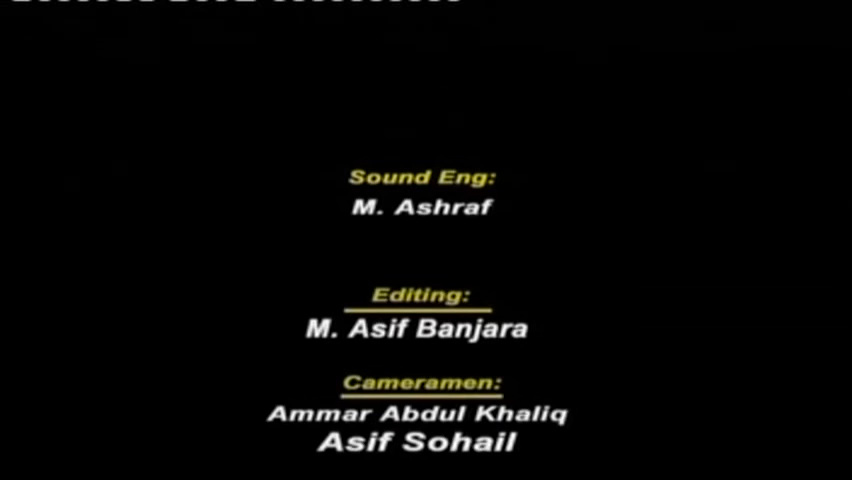 Sound Eng:
M. Ashraf
Editing:
M. Asif Banjara
Cameramen:
Ammar Abdul Khaliq
Asif Sohail